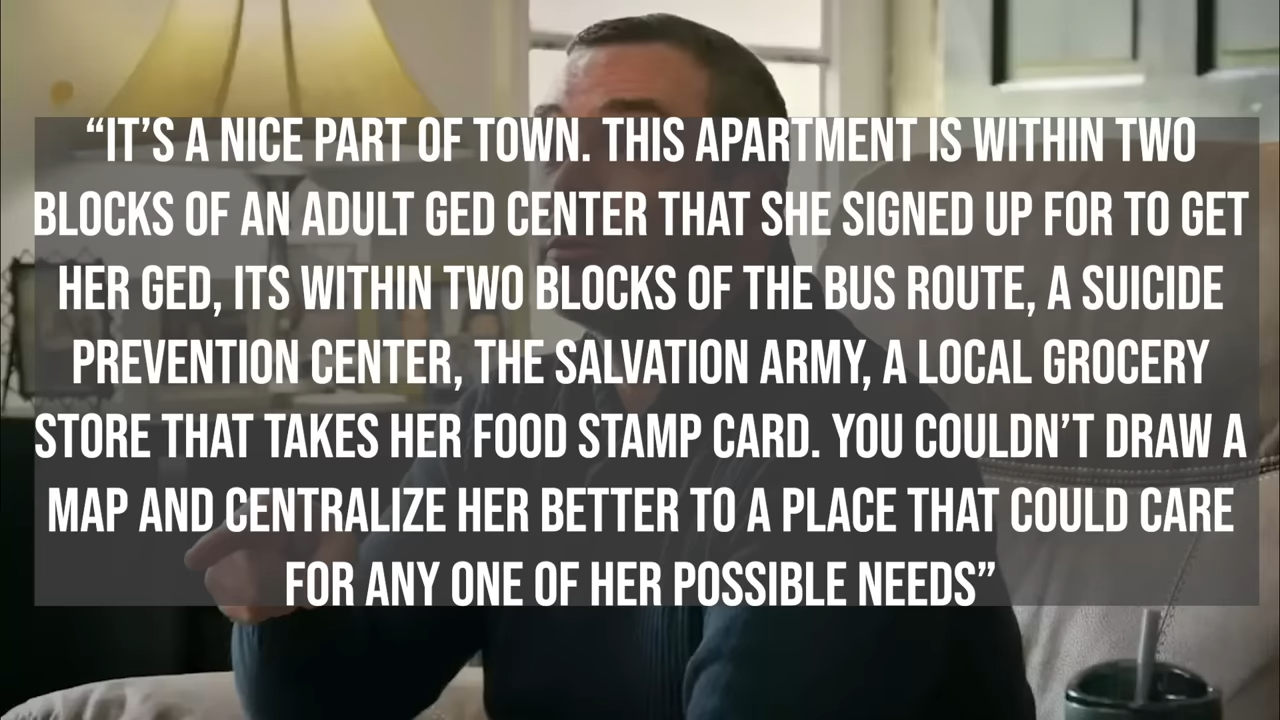 “IT’S A NICE PART OF TOWN. THIS APARTMENT IS WITHIN TWO
BLOCKS OF AN ADULT GED CENTER THAT SHE SIGNED UP FOR TO GET
HER GED, ITS WITHIN TWO BLOCKS OF THE BUS ROUTE, A SUICIDE
PREVENTION CENTER, THE SALVATION ARMY, A LOCAL GROCERY
STORE THAT TAKES HER FOOD STAMP CARD. YOU COULDN’T DRAW A
MAP AND CENTRALIZE HER BETTER TO A PLACE THAT COULD CARE
FOR ANY ONE OF HER POSSIBLE NEEDS”